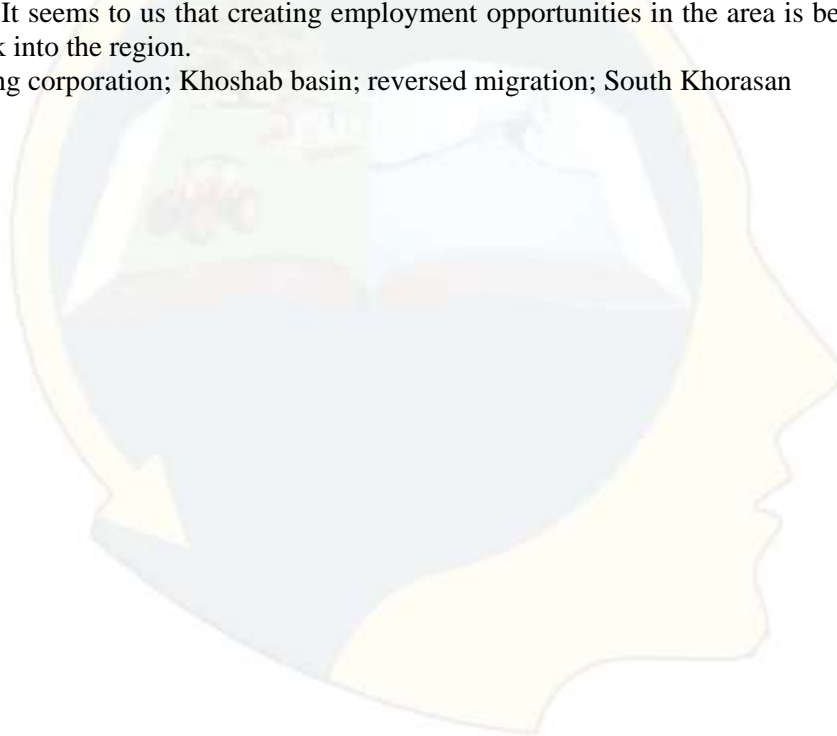 It seems to us that creating employment opportunities in the area is be
into the region.
ng corporation; Khoshab basin; reversed migration; South Khorasan